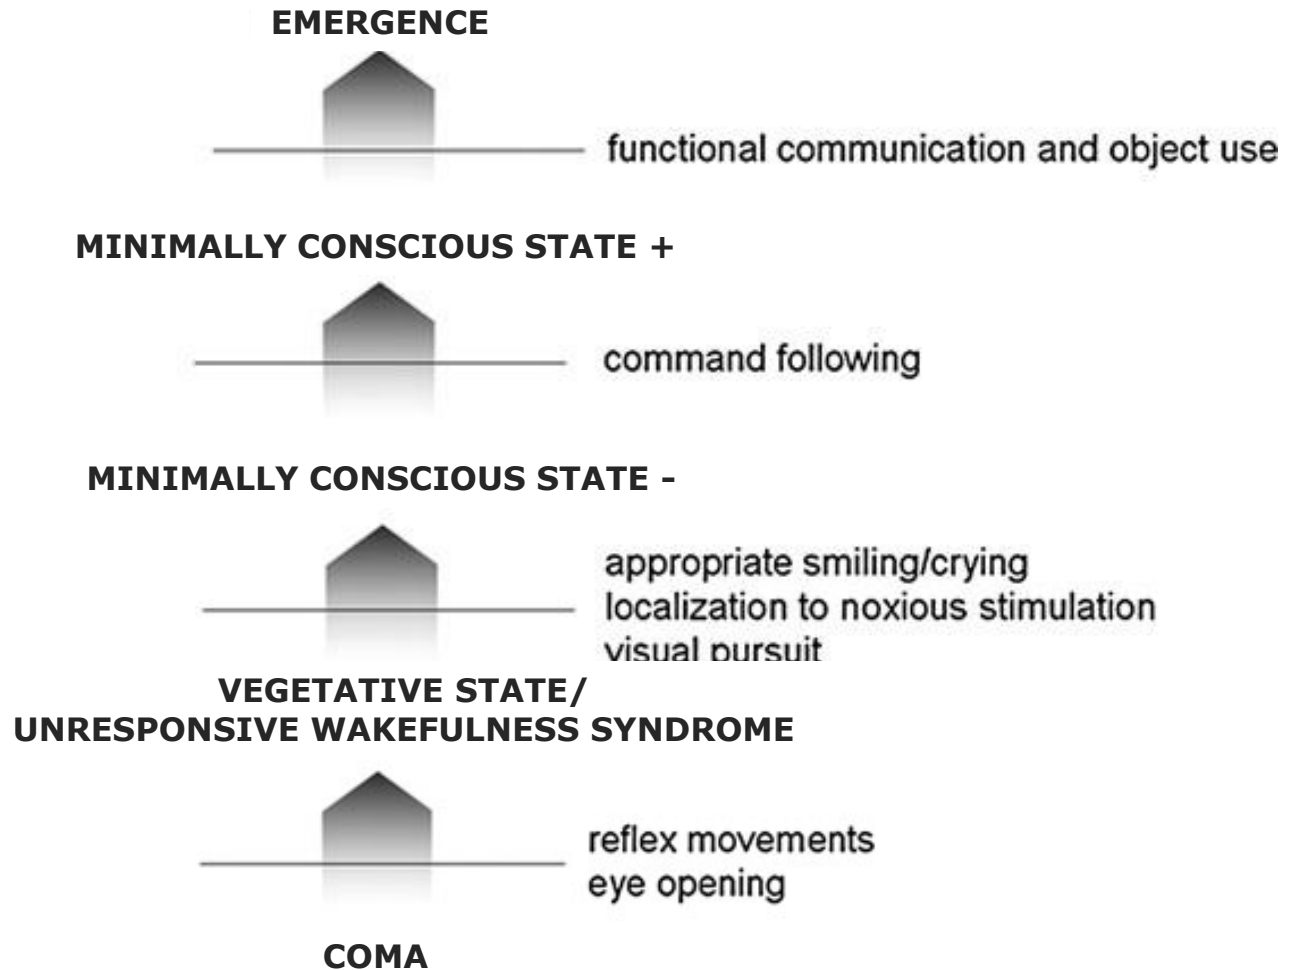 EMERGENCE
functional communication and object use
MINIMALLY CONSCIOUS STATE +
command following
MINIMALLY CONSCIOUS STATE -
appropriate smiling/crying
localization to noxious stimulation
visual pursuit
VEGETATIVE STATE/
UNRESPONSIVE WAKEFULNESS SYNDROME
reflex movements
eye opening
COMA